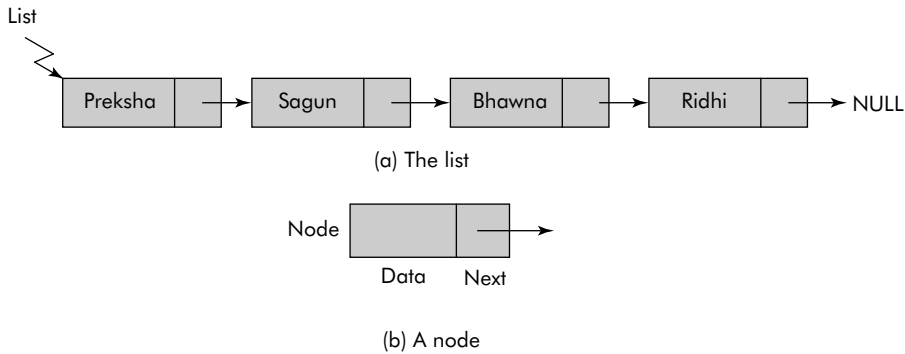 List
Preksha Sagun Bhawna Ridhi NULL
(a) The list
Node
Data Next
(b) A node